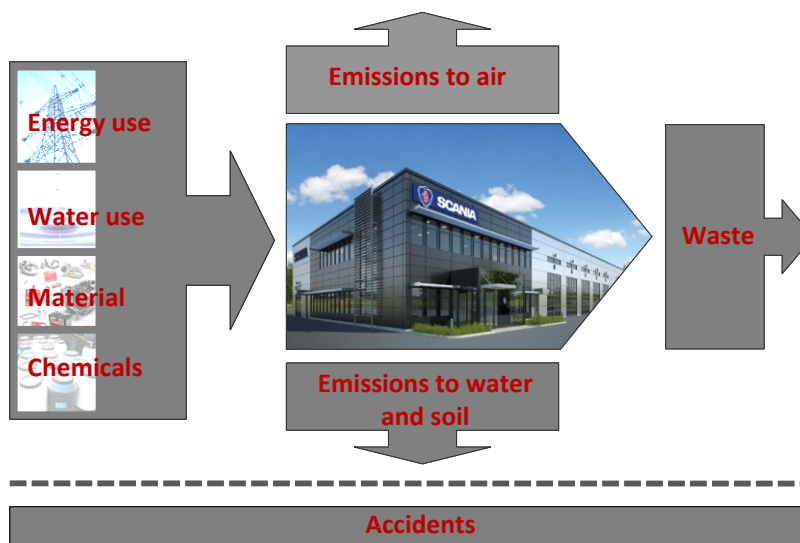 Emissions to air
Energy use
Water use
Material
Chemicals
SCANIA
Waste
Emissions to water
and soil
Accidents